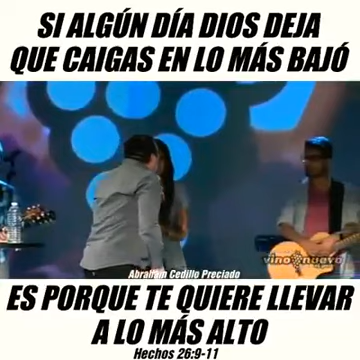 SI ALGÚN DÍA DIOS DEJA
QUE CAIGAS EN LO MÁS BAJÓ
vino nuevo
Abraham Cedillo Preciado
ES PORQUE TE QUIERE LLEVAR
A LO MÁS ALTO
Hechos 26:9-11